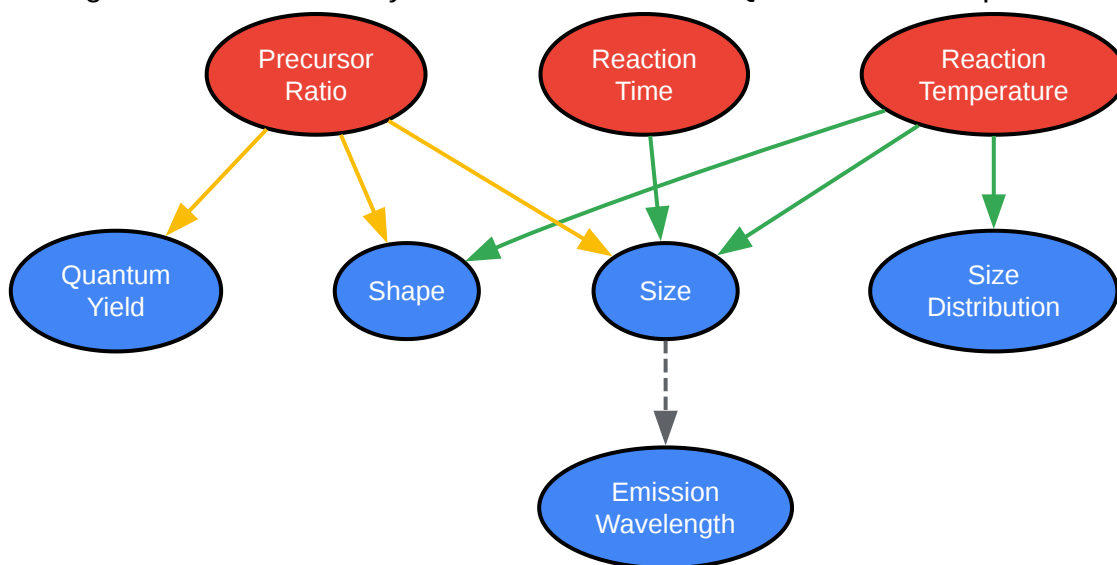 Precursor
Ratio
Reaction
Time
Reaction
Temperature
Quantum
Yield
Shape
Size
Size
Distribution
Emission
Wavelength